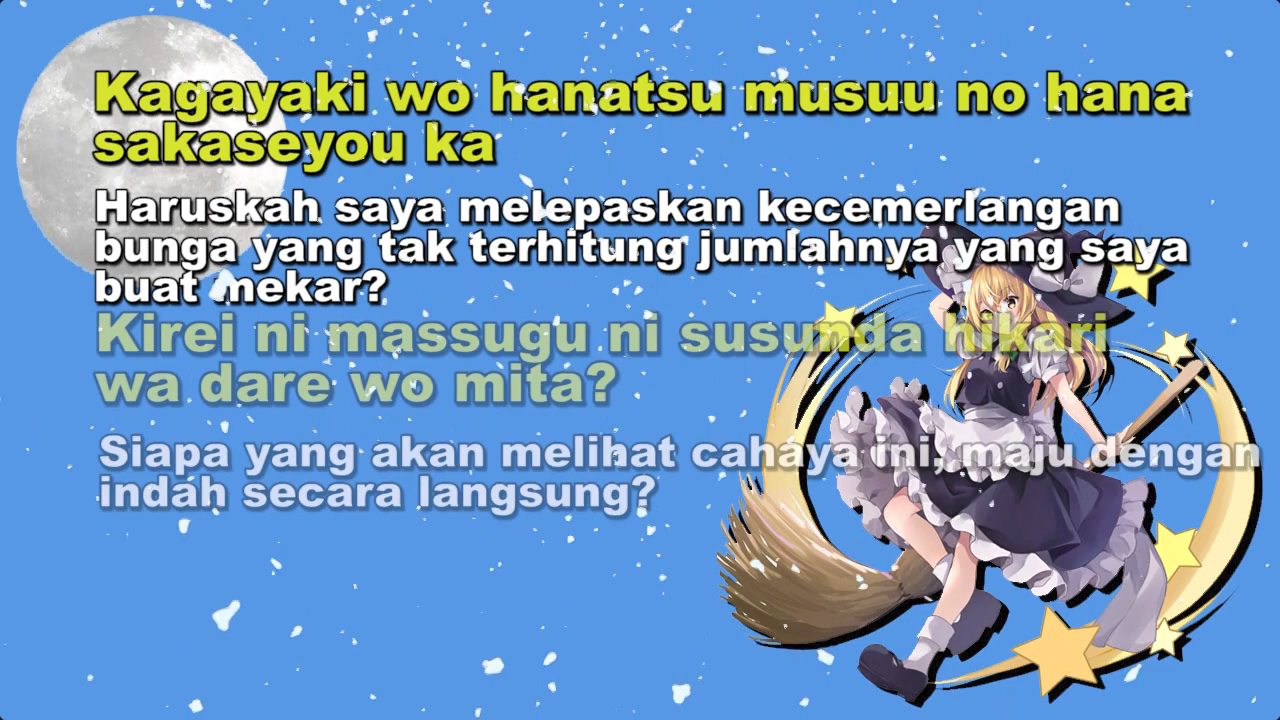 Kagayaki wo hanatsu musuu no hana
sakaseyou ka
Haruskah saya melepaskan kecemerlangan
bunga yang tak terhitung jumlahnya yang saya
buat mekar?
Kirei ni massugu ni susunda hikari
wa dare wo mita?
Siapa yang akan melihat cahaya ini, maju dengan
indah secara langsung?